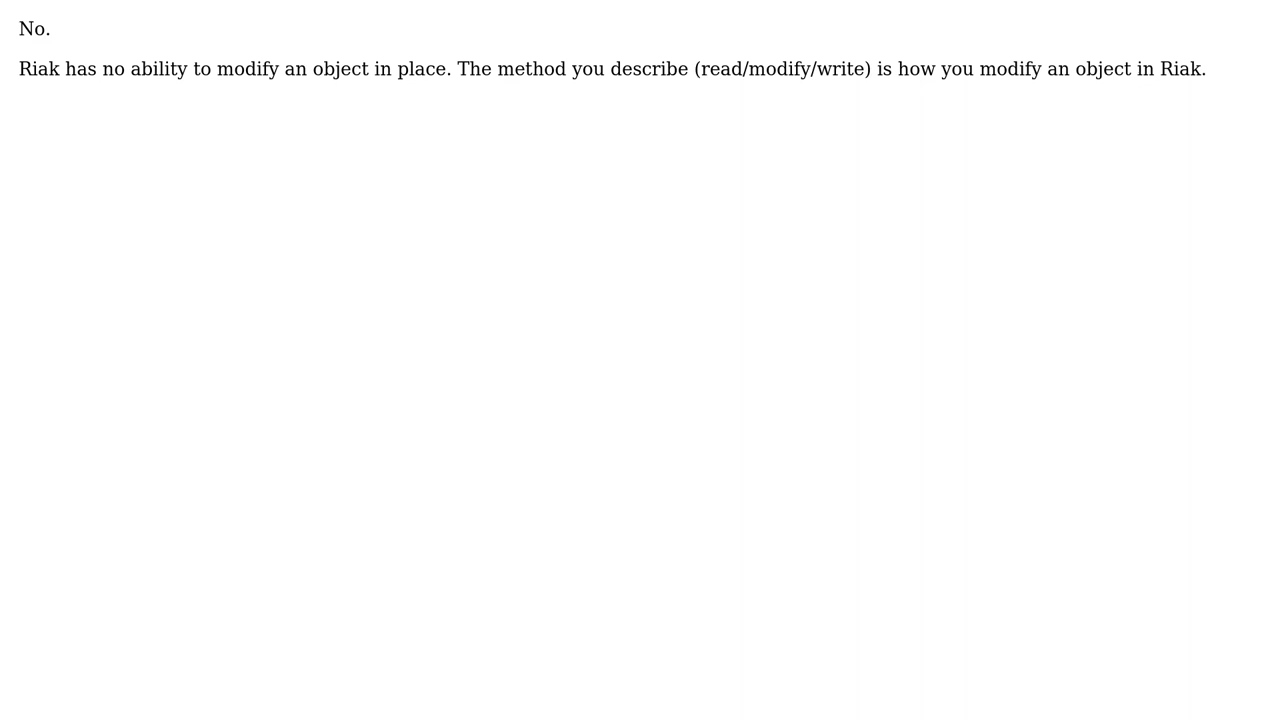 No.
Riak has no ability to modify an object in place. The method you describe (read/modify/write) is how you modify an object in Riak.